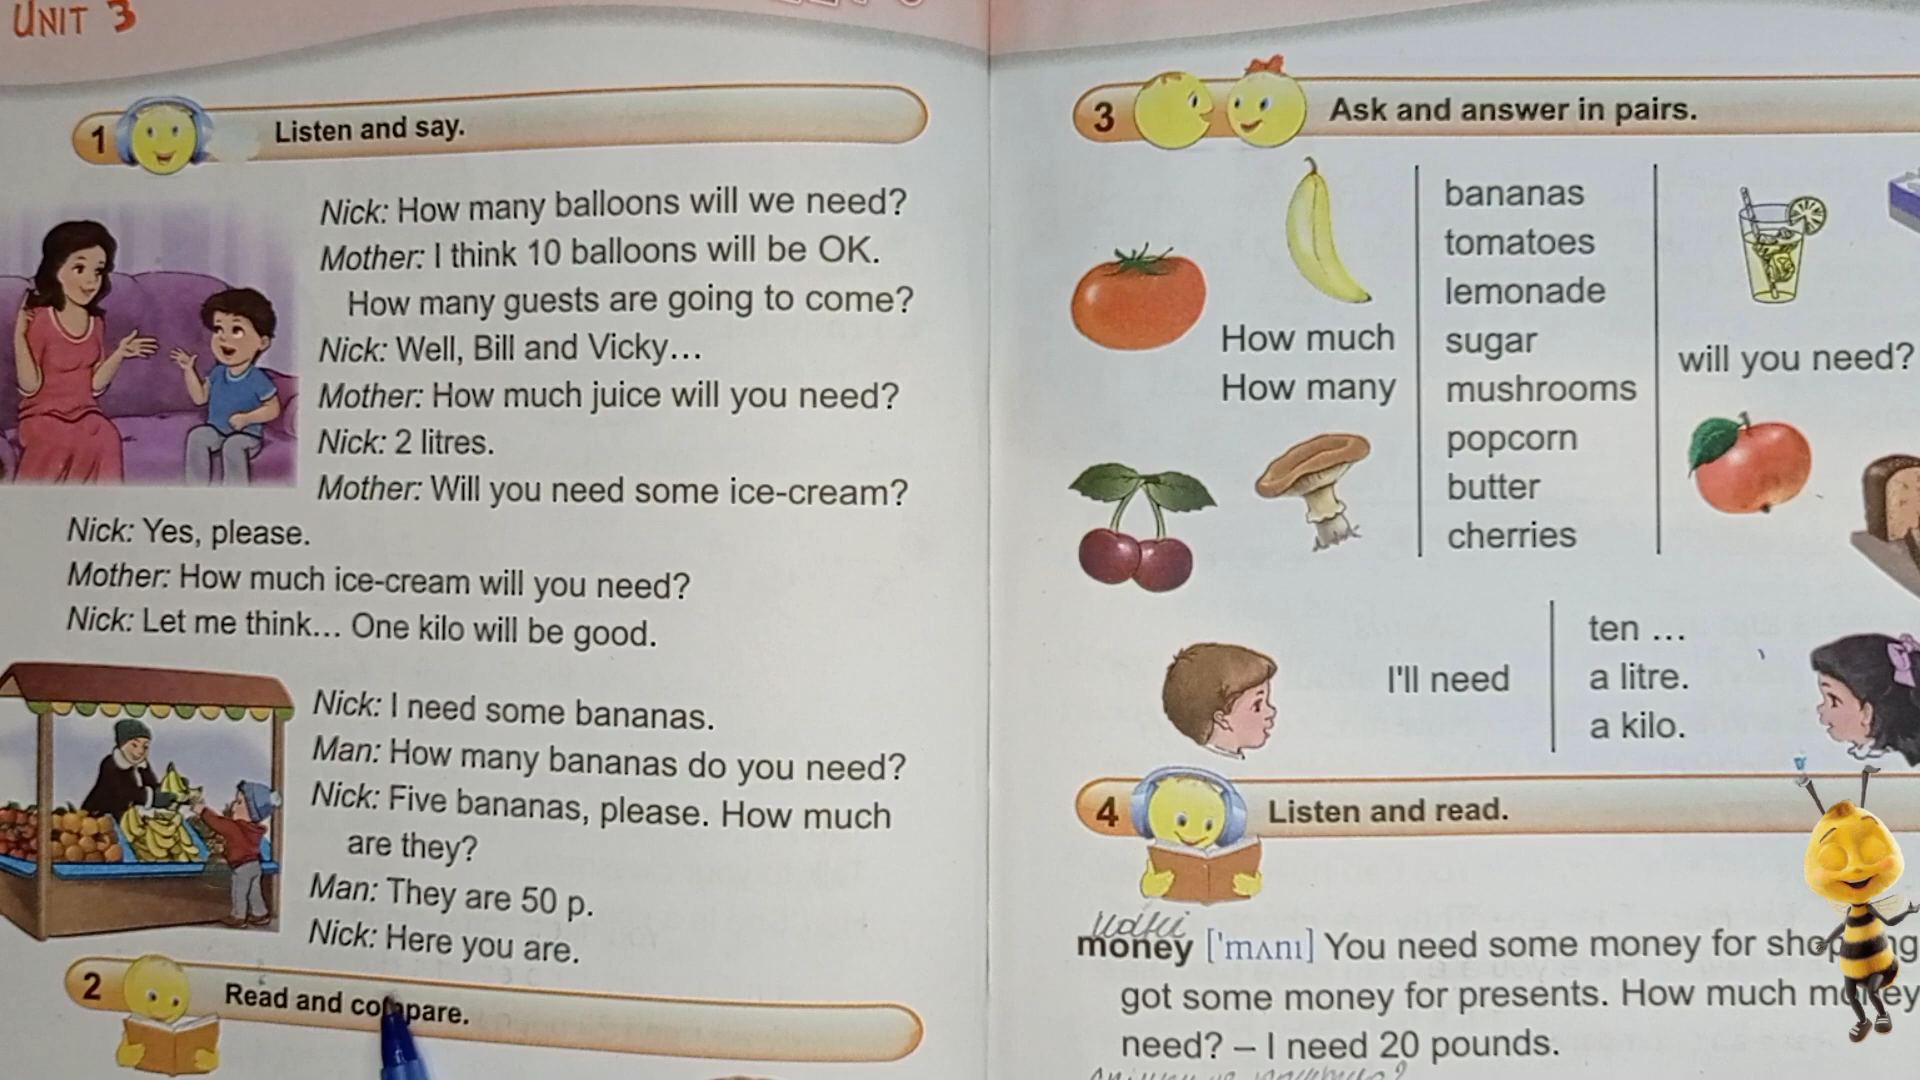 UNIT 3
1 Listen and say.
Nick: How many balloons will we need?
Mother: I think 10 balloons will be OK.
How many guests are going to come?
Nick: Well, Bill and Vicky...
Mother: How much juice will you need?
Nick: 2 litres.
Mother: Will you need some ice-cream?
Nick: Yes, please.
Mother: How much ice-cream will you need?
Nick: Let me think... One kilo will be good.
Nick: I need some bananas.
Man: How many bananas do you need?
Nick: Five bananas, please. How much
are they?
Man: They are 50 p.
Nick: Here you are.
2 Read and compare.
3 Ask and answer in pairs.
How much
How many
bananas
tomatoes
lemonade
sugar
mushrooms
popcorn
butter
cherries
will you need?
I'll need
ten ...
a litre.
a kilo.
4 Listen and read.
money ['mʌnı] You need some money for
got some money for presents. How much
need? – I need 20 pounds.